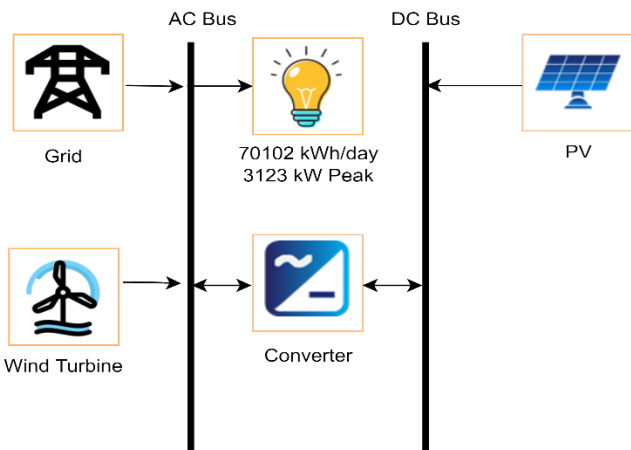 AC Bus
DC Bus
Grid
70102 kWh/day
3123 kW Peak
PV
Wind Turbine
Converter